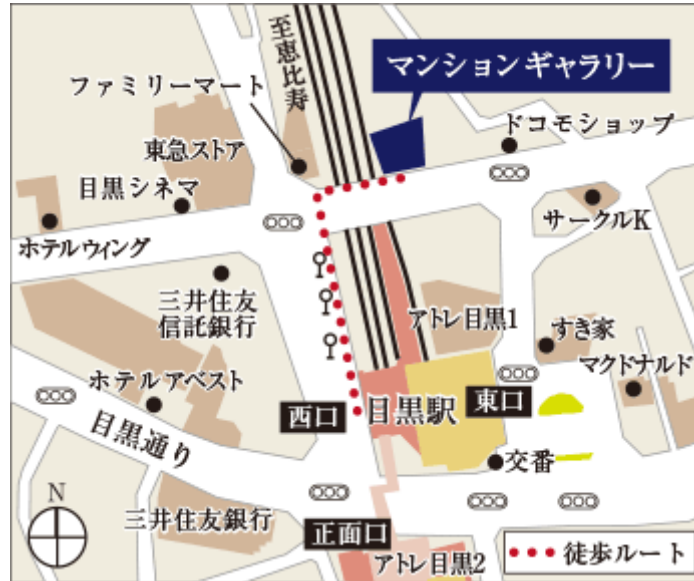 至恵比寿
マンションギャラリー
ファミリーマート
ドコモショップ
東急ストア
目黒シネマ
サークルK
ホテルウィング
三井住友
信託銀行
アトレ目黒1
すき家
マクドナルド
ホテルアベスト
西口
目黒駅
東口
目黒通り
交番
N
三井住友銀行
正面口
アトレ目黒2
徒歩ルート